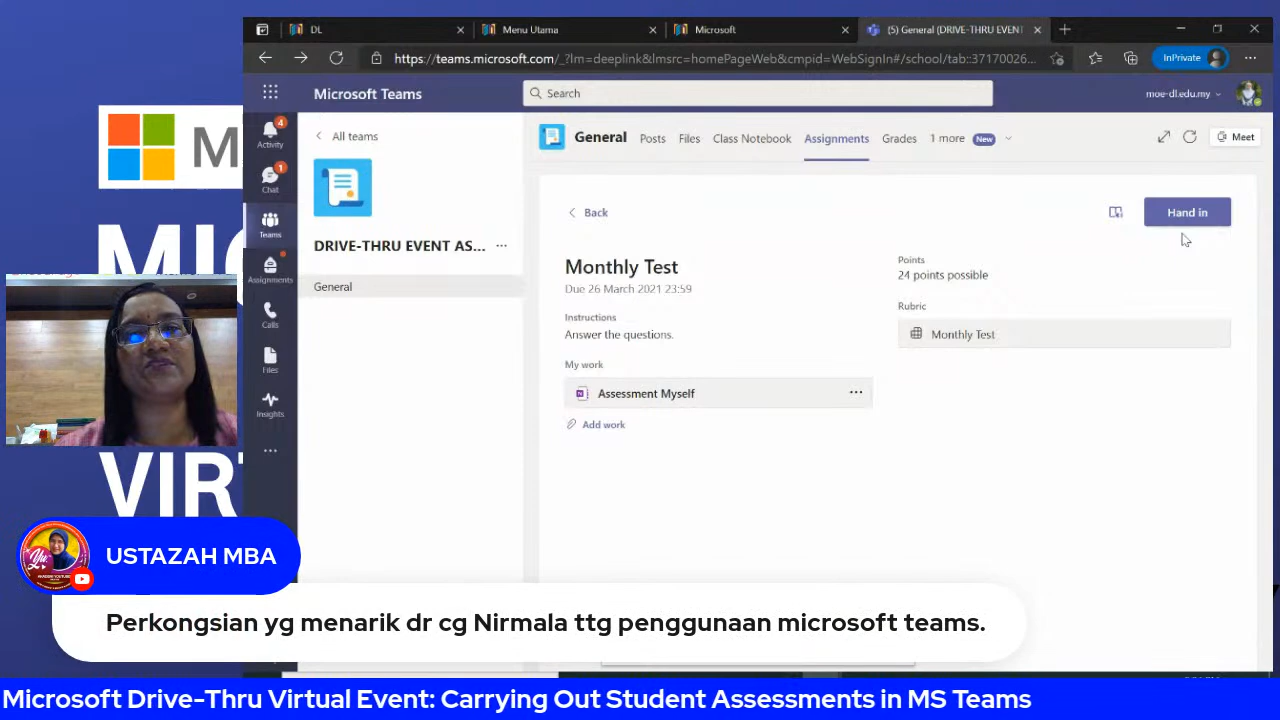 DL
Menu Utama
Microsoft
(5) General (DRIVE-THRU EVENT
https://teams.microsoft.com/_?lm=deeplink&lmsrc=homePageWeb&cmpid=WebSignIn#/school/tab::37170026...
InPrivate
Microsoft Teams
Search
moe-dl.edu.my
M
MIC
VIRT
4
Activity
1
Chat
Teams
Assignments
Calls
Files
Insights
All teams
DRIVE-THRU EVENT AS...
General
General
Posts
Files
Class Notebook
Assignments
Grades
1 more
New
Meet
Back
Hand in
Monthly Test
Due 26 March 2021 23:59
Instructions
Answer the questions.
My work
Assessment Myself
Add work
Points
24 points possible
Rubric
Monthly Test
USTAZAH MBA
Perkongsian yg menarik dr cg Nirmala ttg penggunaan microsoft teams.
Microsoft Drive-Thru Virtual Event: Carrying Out Student Assessments in MS Teams